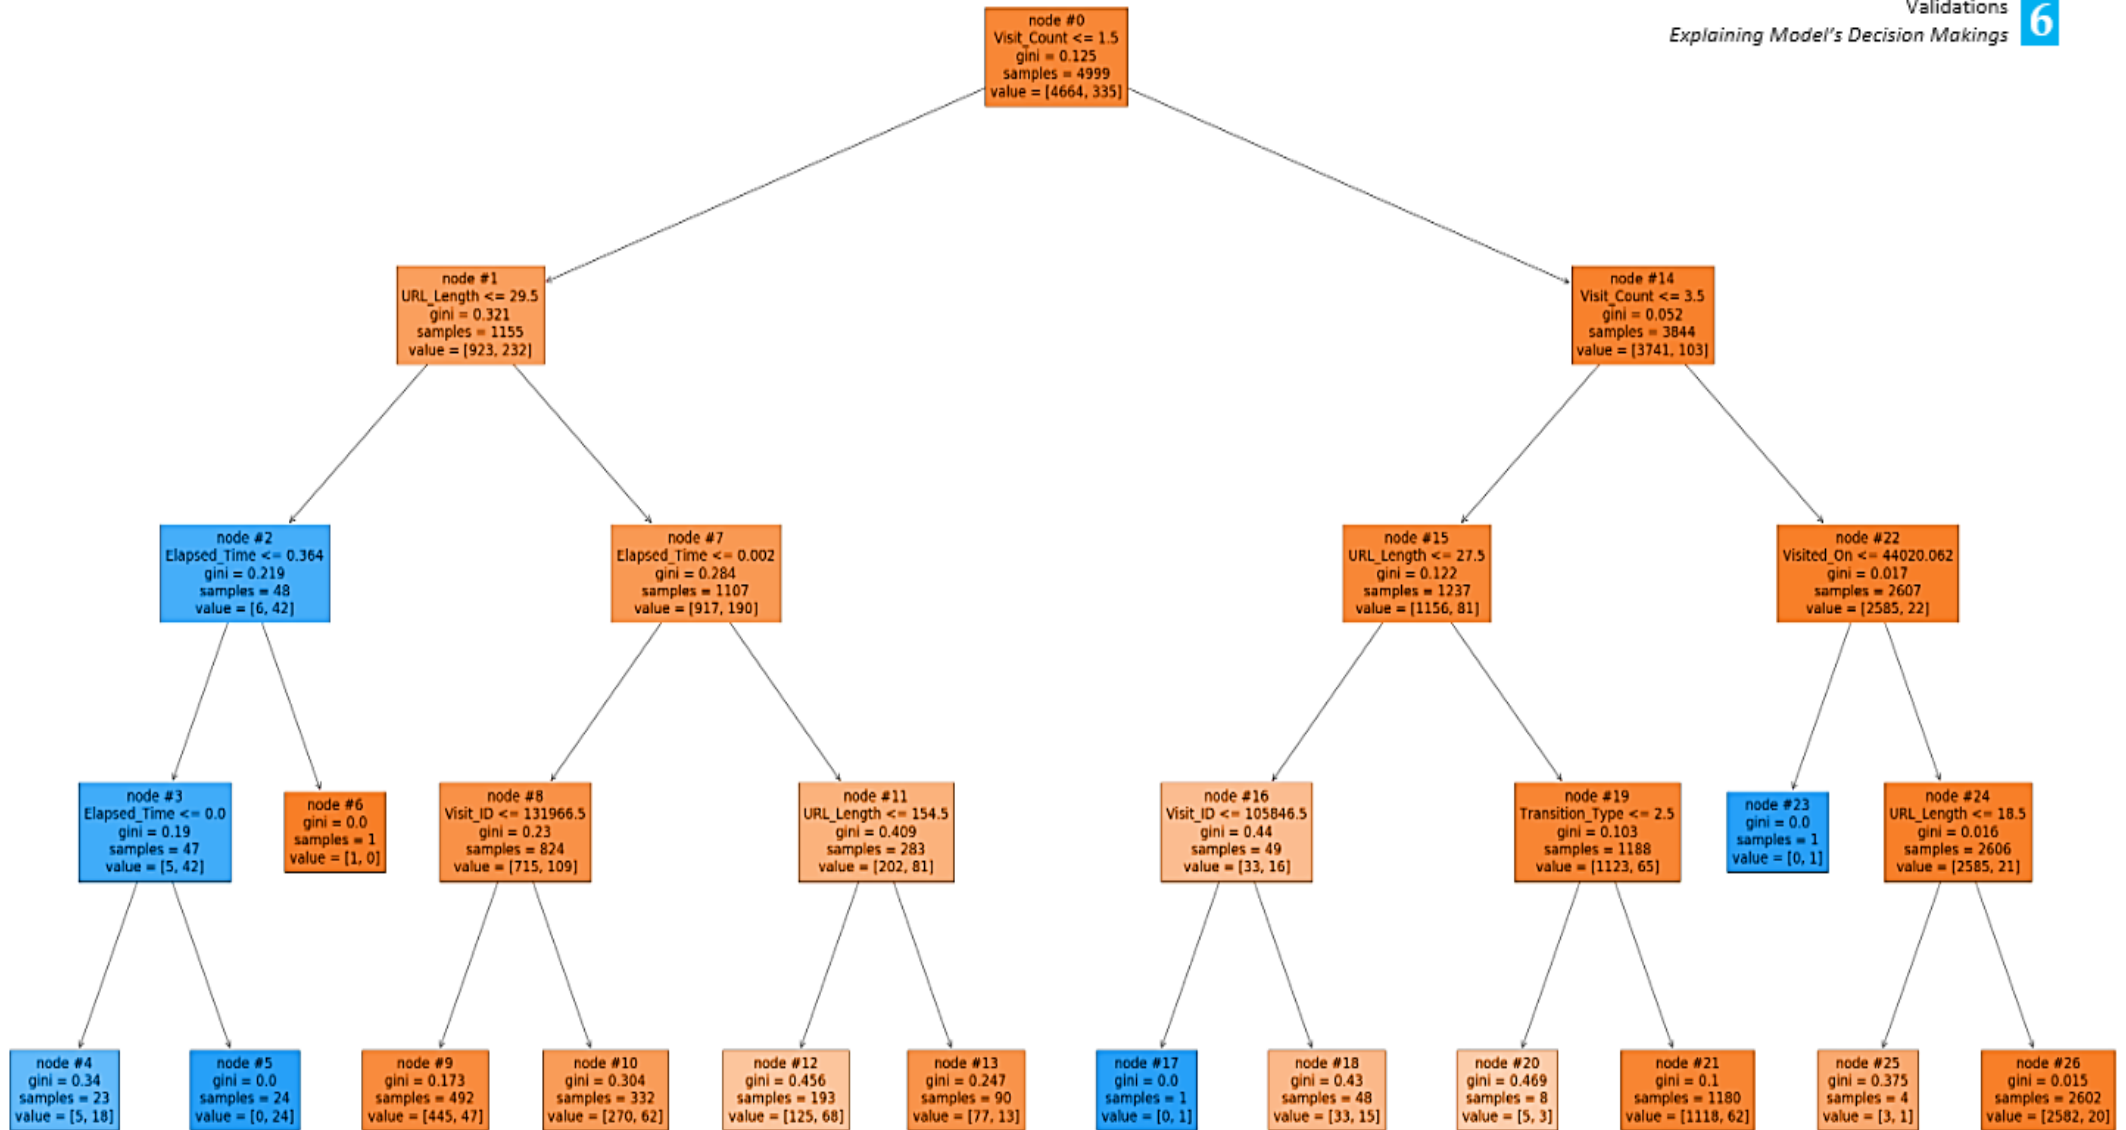 Validations
Explaining Model's Decision Makings
6
node #0
Visit_Count <= 1.5
gini = 0.125
samples = 4999
value = [4664, 335]
node #1
URL_Length <= 29.5
gini = 0.321
samples = 1155
value = [923, 232]
node #14
Visit_Count <= 3.5
gini = 0.052
samples = 3844
value = [3741, 103]
node #2
Elapsed_Time <= 0.364
gini = 0.219
samples = 48
value = [6, 42]
node #7
Elapsed_Time <= 0.002
gini = 0.284
samples = 1107
value = [917, 190]
node #15
URL_Length <= 27.5
gini = 0.122
samples = 1237
value = [1156, 81]
node #22
Visited_On <= 44020.062
gini = 0.017
samples = 2607
value = [2585, 22]
node #3
Elapsed_Time <= 0.0
gini = 0.19
samples = 47
value = [5, 42]
node #6
gini = 0.0
samples = 1
value = [1, 0]
node #8
Visit_ID <= 131966.5
gini = 0.23
samples = 824
value = [715, 109]
node #11
URL_Length <= 154.5
gini = 0.409
samples = 283
value = [202, 81]
node #16
Visit_ID <= 105846.5
gini = 0.44
samples = 49
value = [33, 16]
node #19
Transition_Type <= 2.5
gini = 0.103
samples = 1188
value = [1123, 65]
node #23
gini = 0.0
samples = 1
value = [0, 1]
node #24
URL_Length <= 18.5
gini = 0.016
samples = 2606
value = [2585, 21]
node #4
gini = 0.34
samples = 23
value = [5, 18]
node #5
gini = 0.0
samples = 24
value = [0, 24]
node #9
gini = 0.173
samples = 492
value = [445, 47]
node #10
gini = 0.304
samples = 332
value = [270, 62]
node #12
gini = 0.456
samples = 193
value = [125, 68]
node #13
gini = 0.247
samples = 90
value = [77, 13]
node #17
gini = 0.0
samples = 1
value = [0, 1]
node #18
gini = 0.43
samples = 48
value = [33, 15]
node #20
gini = 0.469
samples = 8
value = [5, 3]
node #21
gini = 0.1
samples = 1180
value = [1118, 62]
node #25
gini = 0.375
samples = 4
value = [3, 1]
node #26
gini = 0.015
samples = 2602
value = [2582, 20]